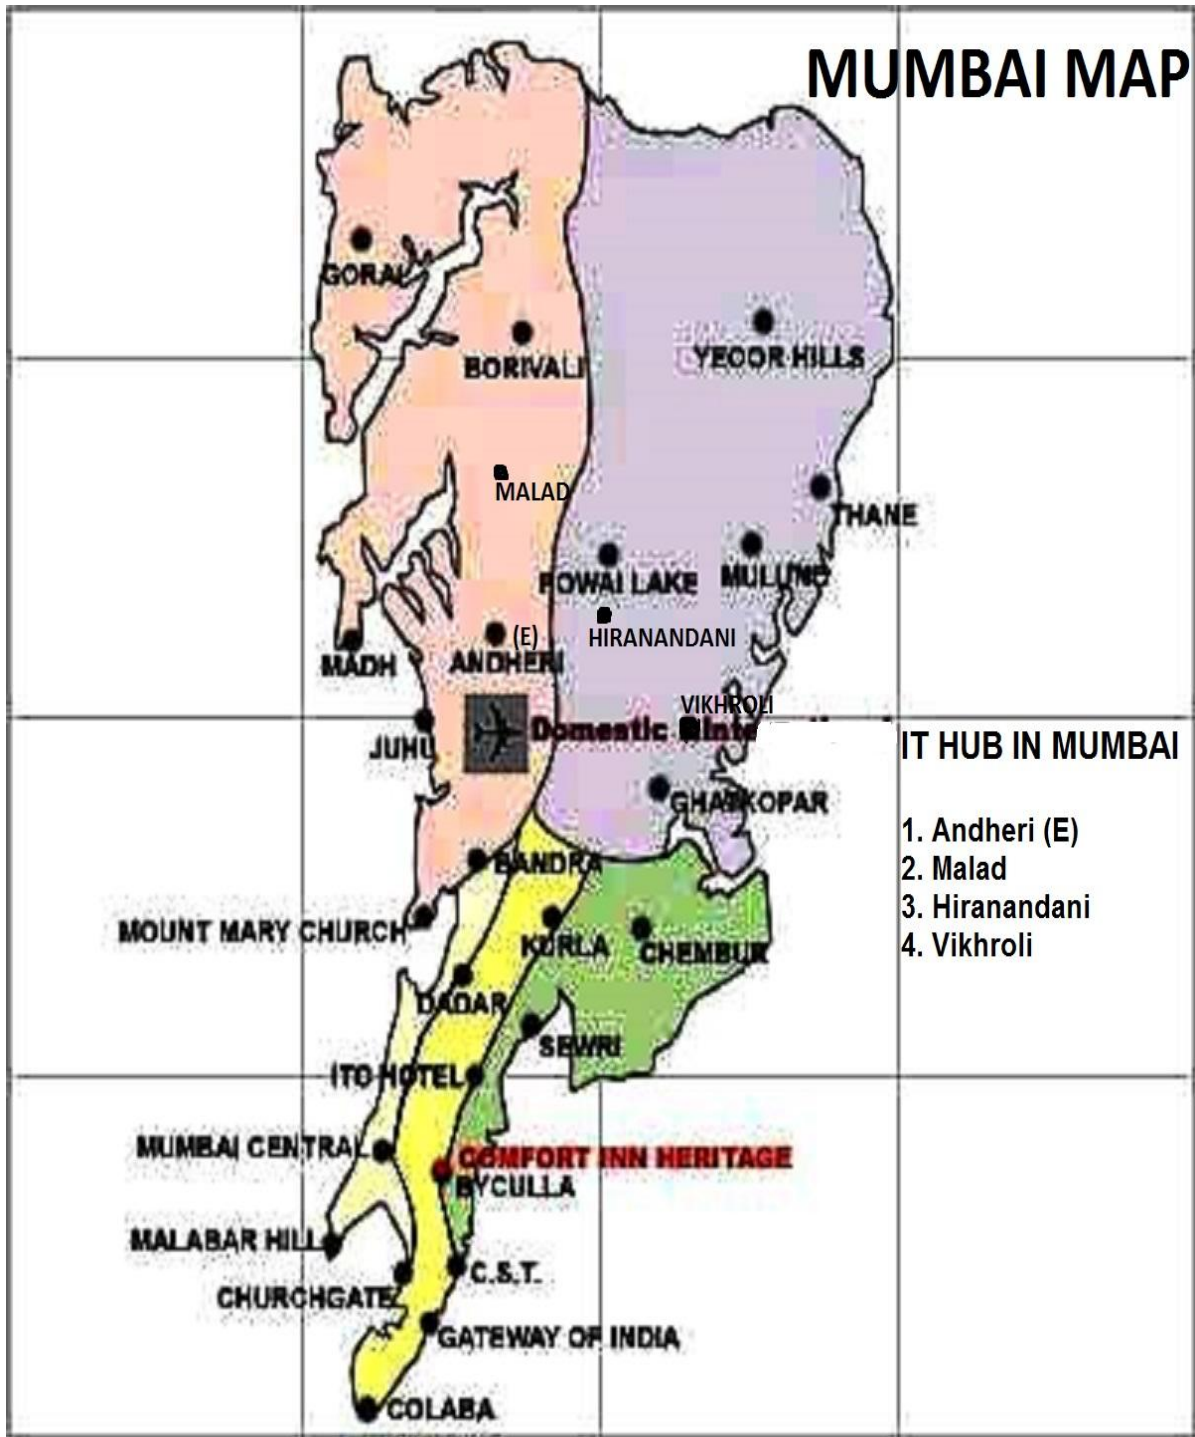 MUMBAI MAP
GORAI
BORIVALI
YEOOR HILLS
MALAD
THANE
POWAI LAKE
MULUND
(E)
HIRANANDANI
MADH
ANDHERI
VIKHROLI
JUHU
Domestic
IT HUB IN MUMBAI
GHATKOPAR
1. Andheri (E)
2. Malad
3. Hiranandani
4. Vikhroli
BANDRA
MOUNT MARY CHURCH
KURLA
CHEMBUR
DADAR
SEWRI
ITO HOTEL
MUMBAI CENTRAL
COMFORT INN HERITAGE
BYCULLA
MALABAR HILL
C.S.T.
CHURCHGATE
GATEWAY OF INDIA
COLABA